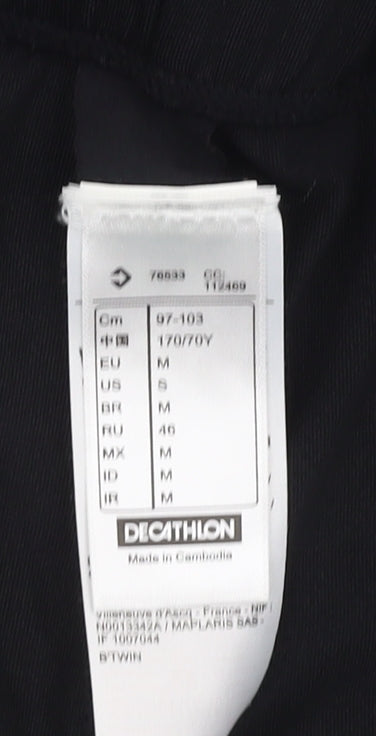 76533 CC:
112469
Cm 97-103
中国 170/70Y
EU M
US S
BR M
RU 46
MX M
ID M
IR M
DECATHLON
Made in Cambodia
Villeneuve d'Ascq - France - NIF:
N0013342A / MAPLARIS SAS -
IF 1007044
B'TWIN